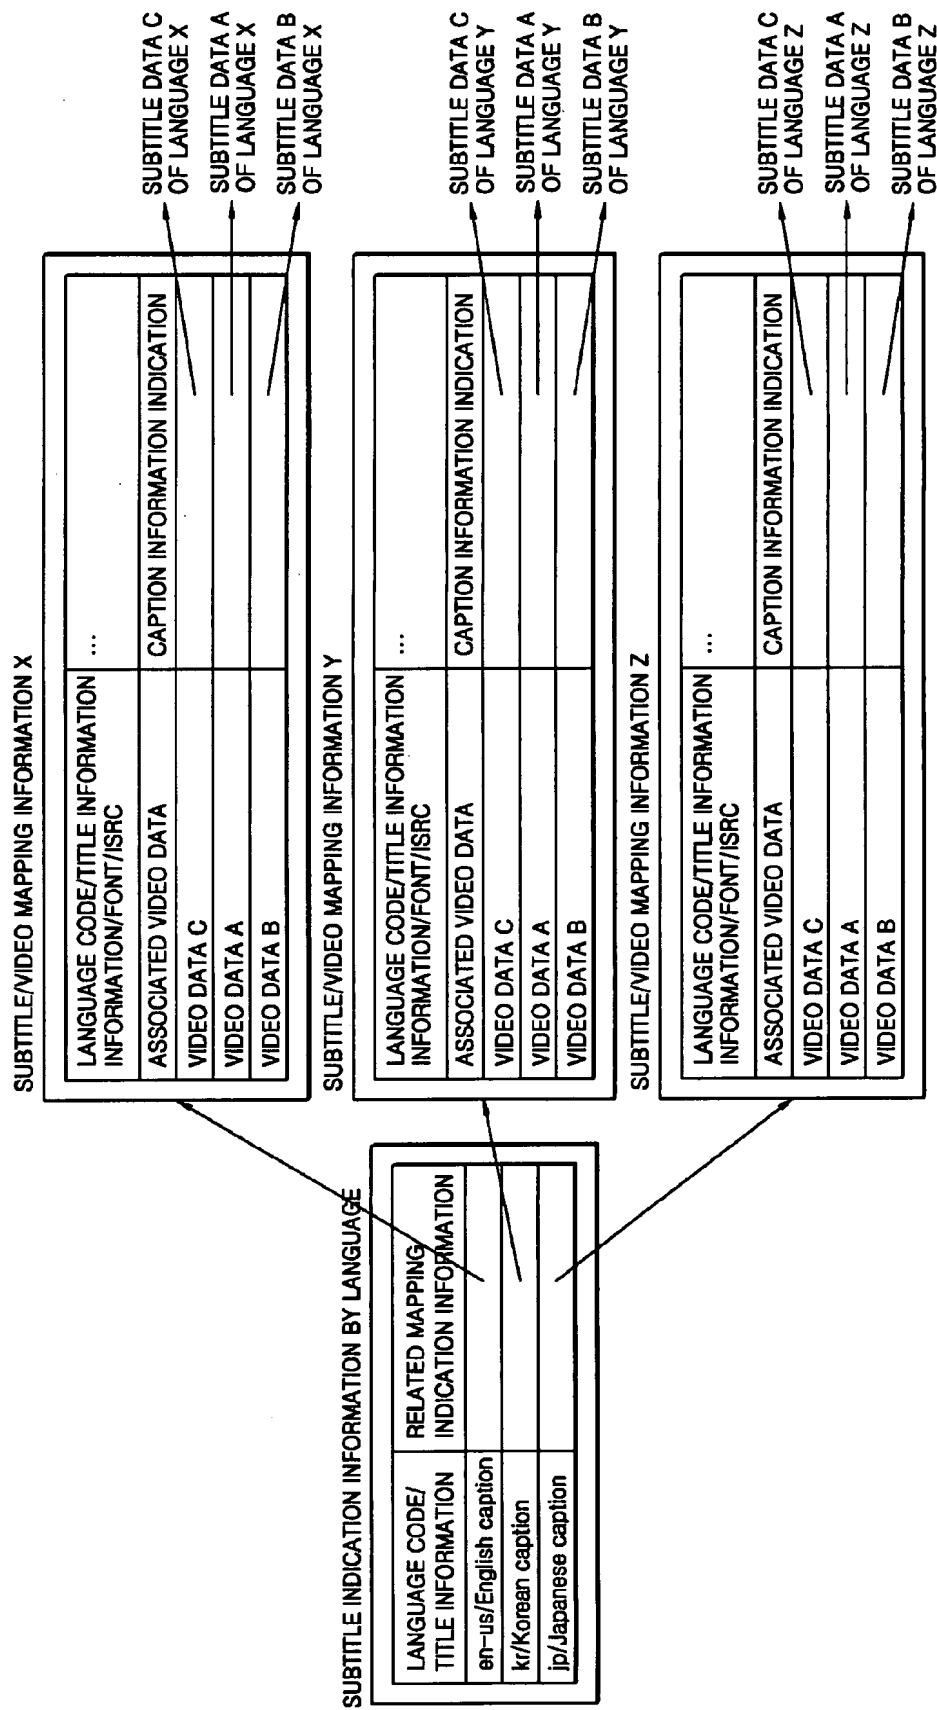 SUBTITLE INDICATION INFORMATION BY LANGUAGE
LANGUAGE CODE/
TITLE INFORMATION
RELATED MAPPING
INDICATION INFORMATION
en-us/English caption
kr/Korean caption
jp/Japanese caption
SUBTITLE/VIDEO MAPPING INFORMATION X
LANGUAGE CODE/TITLE INFORMATION
INFORMATION/FONT/ISRC
...
ASSOCIATED VIDEO DATA
CAPTION INFORMATION INDICATION
VIDEO DATA C
VIDEO DATA A
VIDEO DATA B
SUBTITLE DATA C
OF LANGUAGE X
SUBTITLE DATA A
OF LANGUAGE X
SUBTITLE DATA B
OF LANGUAGE X
SUBTITLE/VIDEO MAPPING INFORMATION Y
LANGUAGE CODE/TITLE INFORMATION
INFORMATION/FONT/ISRC
...
ASSOCIATED VIDEO DATA
CAPTION INFORMATION INDICATION
VIDEO DATA C
VIDEO DATA A
VIDEO DATA B
SUBTITLE DATA C
OF LANGUAGE Y
SUBTITLE DATA A
OF LANGUAGE Y
SUBTITLE DATA B
OF LANGUAGE Y
SUBTITLE/VIDEO MAPPING INFORMATION Z
LANGUAGE CODE/TITLE INFORMATION
INFORMATION/FONT/ISRC
...
ASSOCIATED VIDEO DATA
CAPTION INFORMATION INDICATION
VIDEO DATA C
VIDEO DATA A
VIDEO DATA B
SUBTITLE DATA C
OF LANGUAGE Z
SUBTITLE DATA A
OF LANGUAGE Z
SUBTITLE DATA B
OF LANGUAGE Z